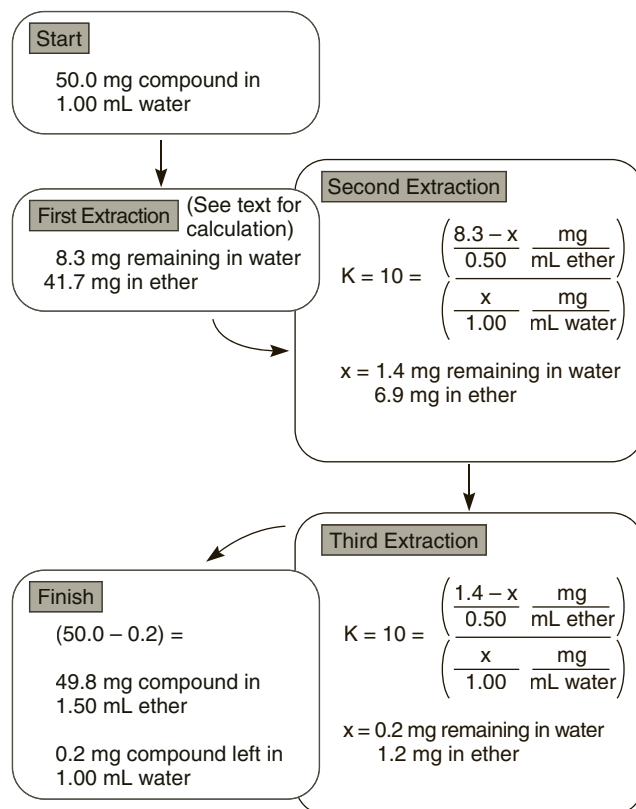 Start
50.0 mg compound in
1.00 mL water
First Extraction (See text for
calculation)
8.3 mg remaining in water
41.7 mg in ether
Second Extraction
K = 10 = ( (8.3 – x)/0.50 mg/mL ether ) / ( x/1.00 mg/mL water )
x = 1.4 mg remaining in water
6.9 mg in ether
Third Extraction
K = 10 = ( (1.4 – x)/0.50 mg/mL ether ) / ( x/1.00 mg/mL water )
x = 0.2 mg remaining in water
1.2 mg in ether
Finish
(50.0 – 0.2) =
49.8 mg compound in
1.50 mL ether
0.2 mg compound left in
1.00 mL water